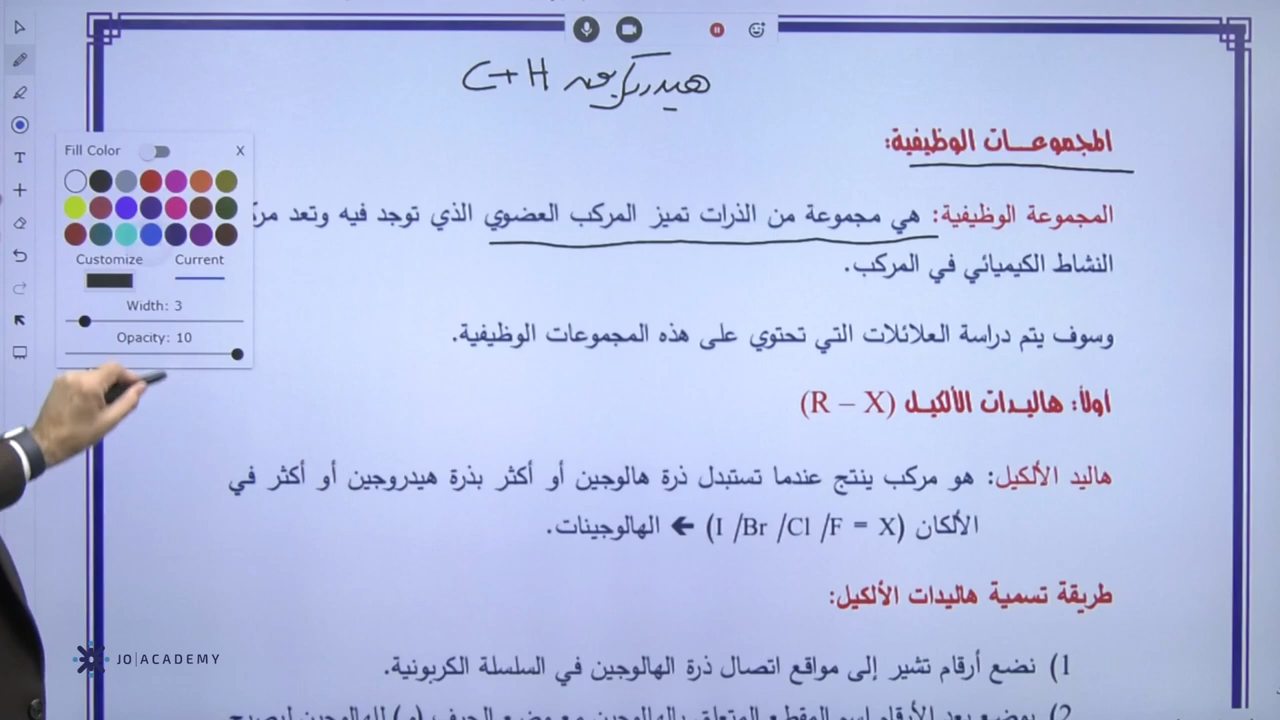 هيدركربون C+H
المجموعات الوظيفية:
المجموعة الوظيفية: هي مجموعة من الذرات تميز المركب العضوي الذي توجد فيه وتعد
النشاط الكيميائي في المركب.
وسوف يتم دراسة العلائلات التي تحتوي على هذه المجموعات الوظيفية.
أولاً: هاليدات الألكيل (R – X)
هاليد الألكيل: هو مركب ينتج عندما تستبدل ذرة هالوجين أو أكثر بذرة هيدروجين أو أكثر في
الألكان (I /Br /Cl /F = X) ← الهالوجينات.
طريقة تسمية هاليدات الألكيل:
1) نضع أرقام تشير إلى مواقع اتصال ذرة الهالوجين في السلسلة الكربونية.
Fill Color X
Customize Current
Width: 3
Opacity: 10
T
JO|ACADEMY